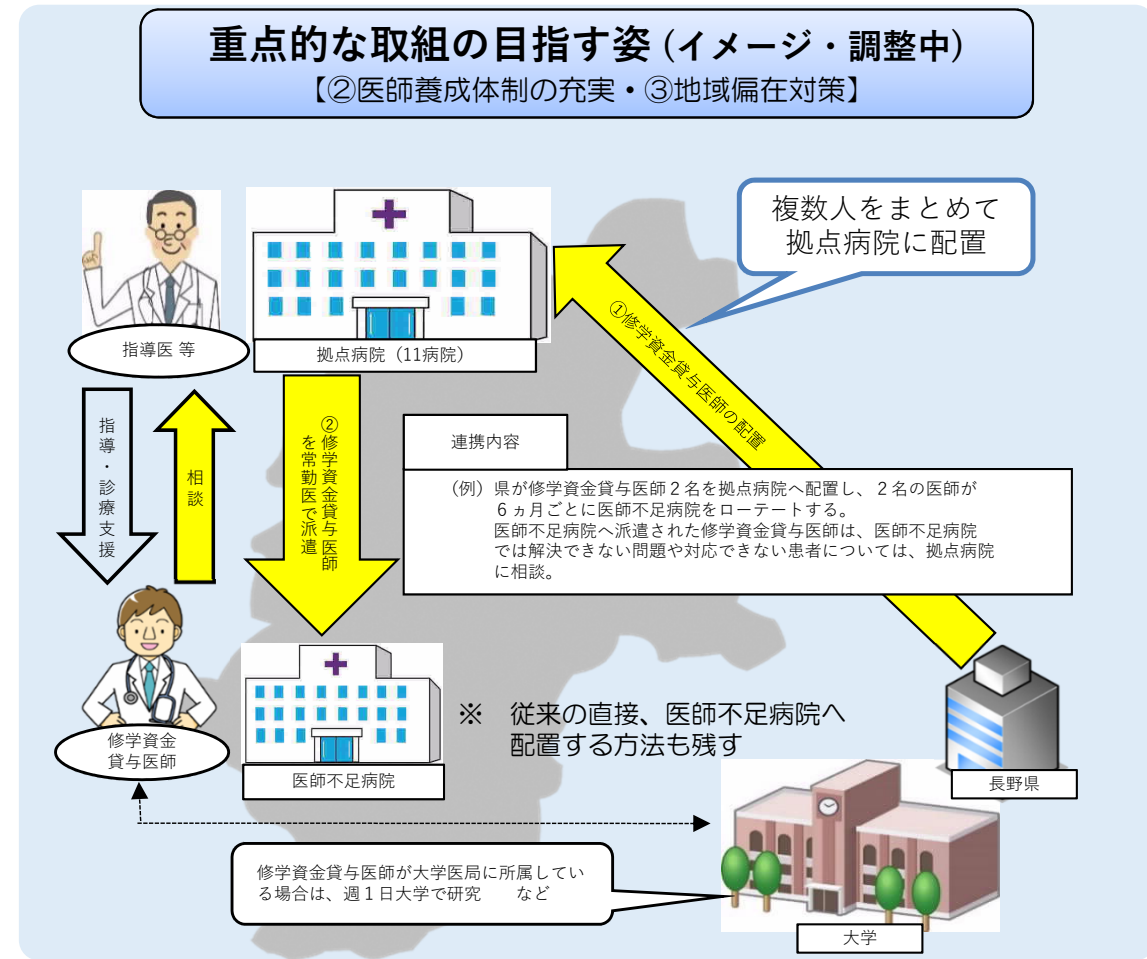 重点的な取組の目指す姿 (イメージ・調整中)
【②医師養成体制の充実・③地域偏在対策】
複数人をまとめて
拠点病院に配置
指導医 等
拠点病院（11病院）
①修学資金貸与医師の配置
指導・診療支援
相談
②修学資金貸与医師
を常勤医で派遣
連携内容
（例）県が修学資金貸与医師２名を拠点病院へ配置し、２名の医師が
６ヵ月ごとに医師不足病院をローテートする。
医師不足病院へ派遣された修学資金貸与医師は、医師不足病院
では解決できない問題や対応できない患者については、拠点病院
に相談。
修学資金
貸与医師
医師不足病院
※　従来の直接、医師不足病院へ
配置する方法も残す
長野県
修学資金貸与医師が大学医局に所属してい
る場合は、週１日大学で研究　　など
大学